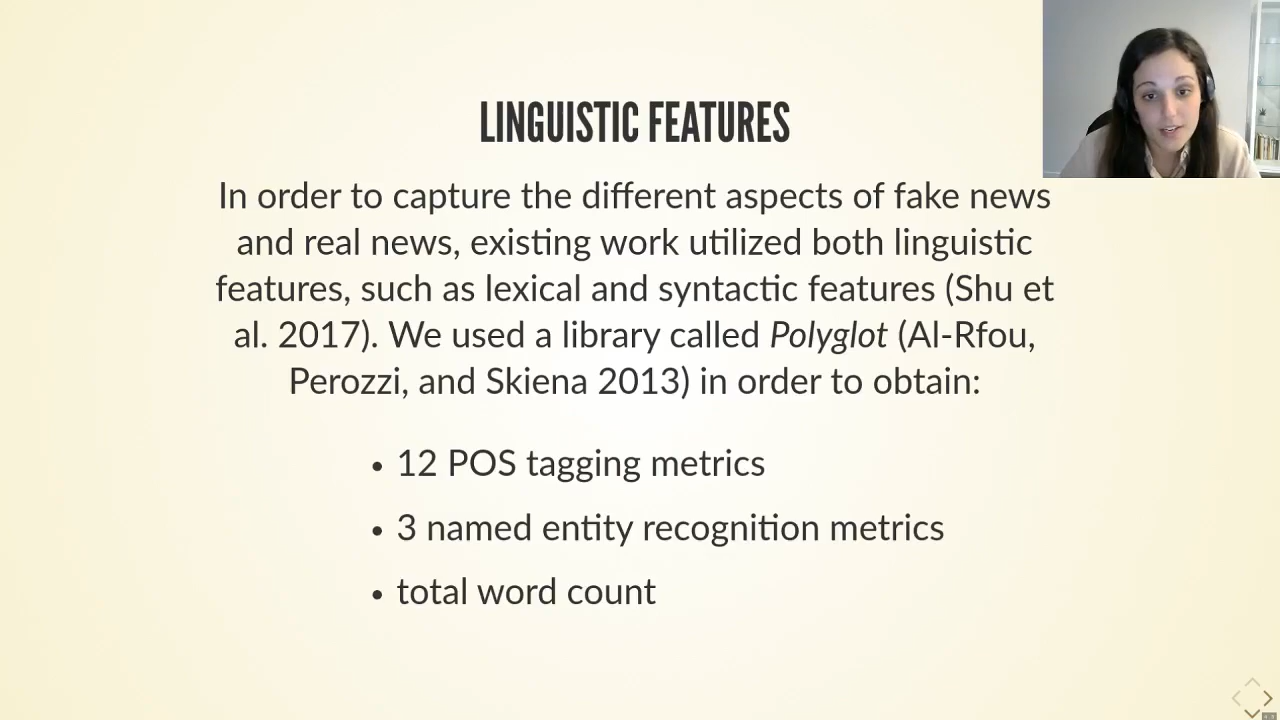 LINGUISTIC FEATURES
In order to capture the different aspects of fake news
and real news, existing work utilized both linguistic
features, such as lexical and syntactic features (Shu et
al. 2017). We used a library called Polyglot (Al-Rfou,
Perozzi, and Skiena 2013) in order to obtain:
• 12 POS tagging metrics
• 3 named entity recognition metrics
• total word count